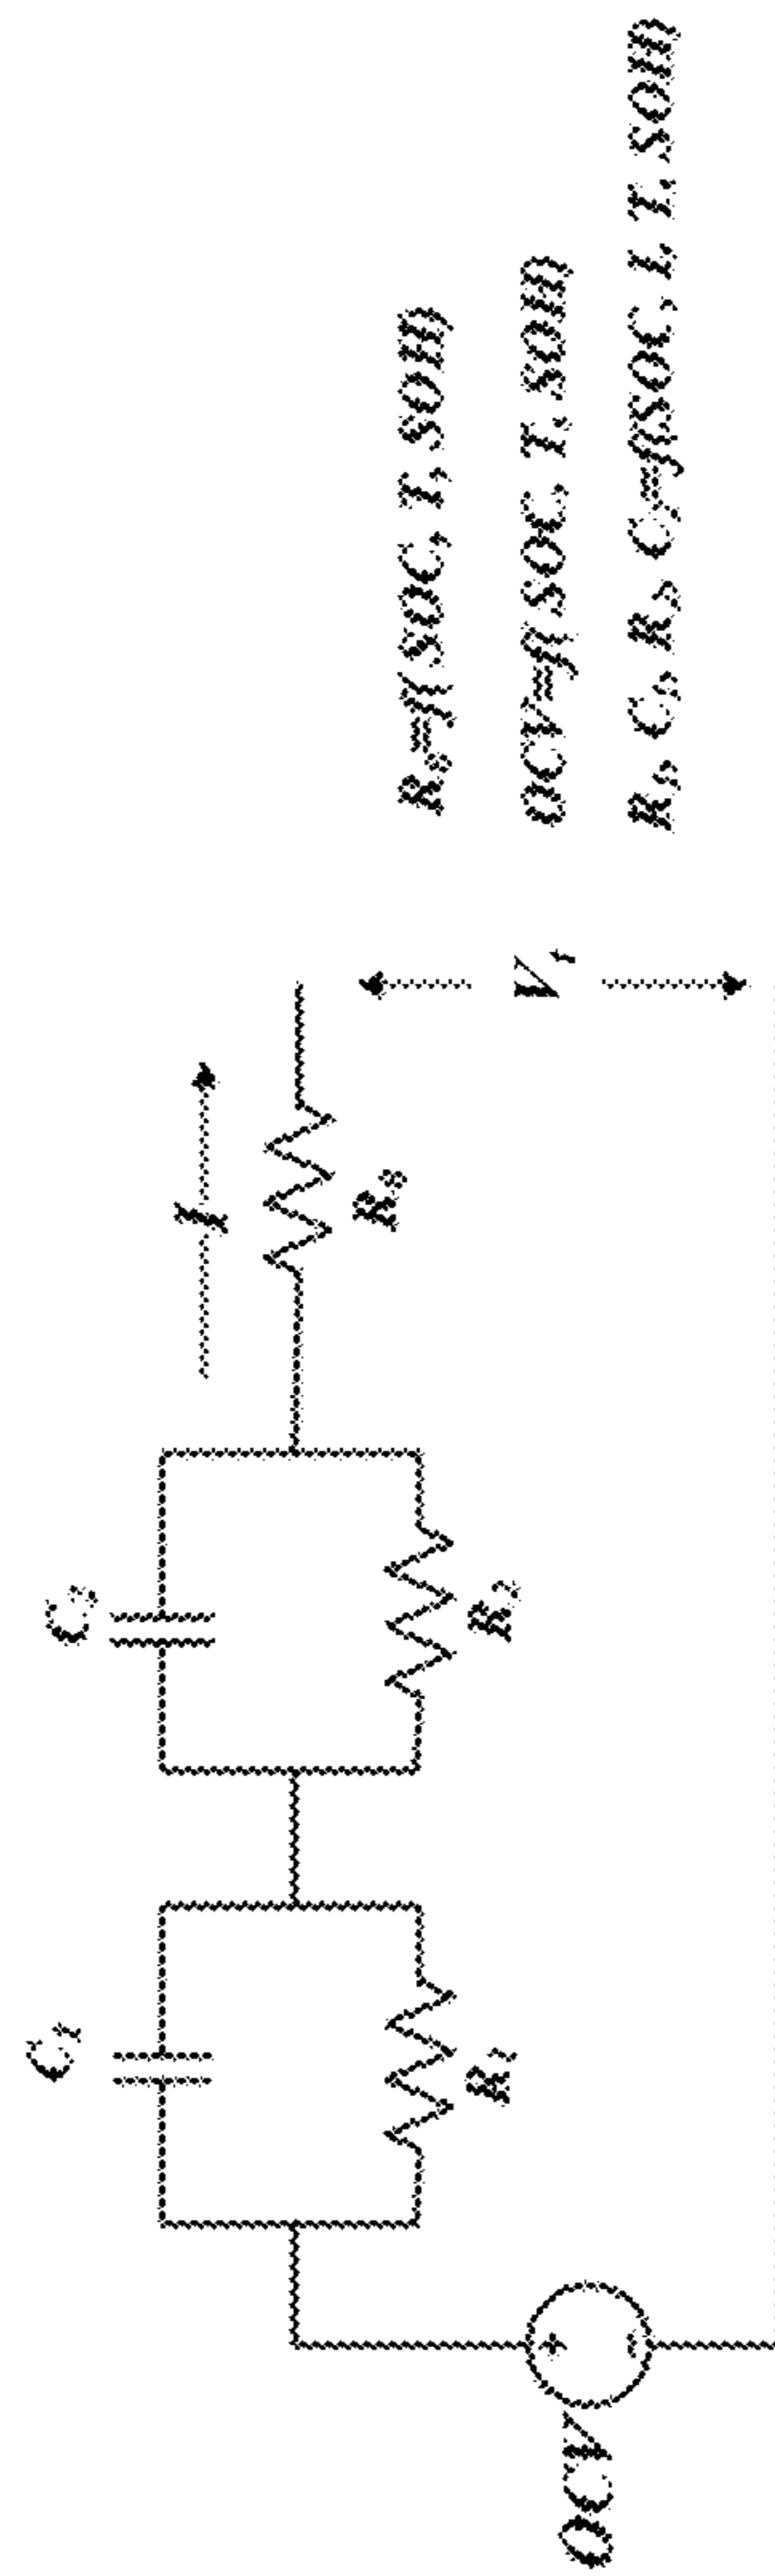 C₁
C₂
I
R₁
R₂
R₀
OCV
+
-
Vₜ
R₀=f(SOC, T, SOH)
OCV=f(SOC, T, SOH)
R₁, C₁, R₂, C₂=f(SOC, I, T, SOH)